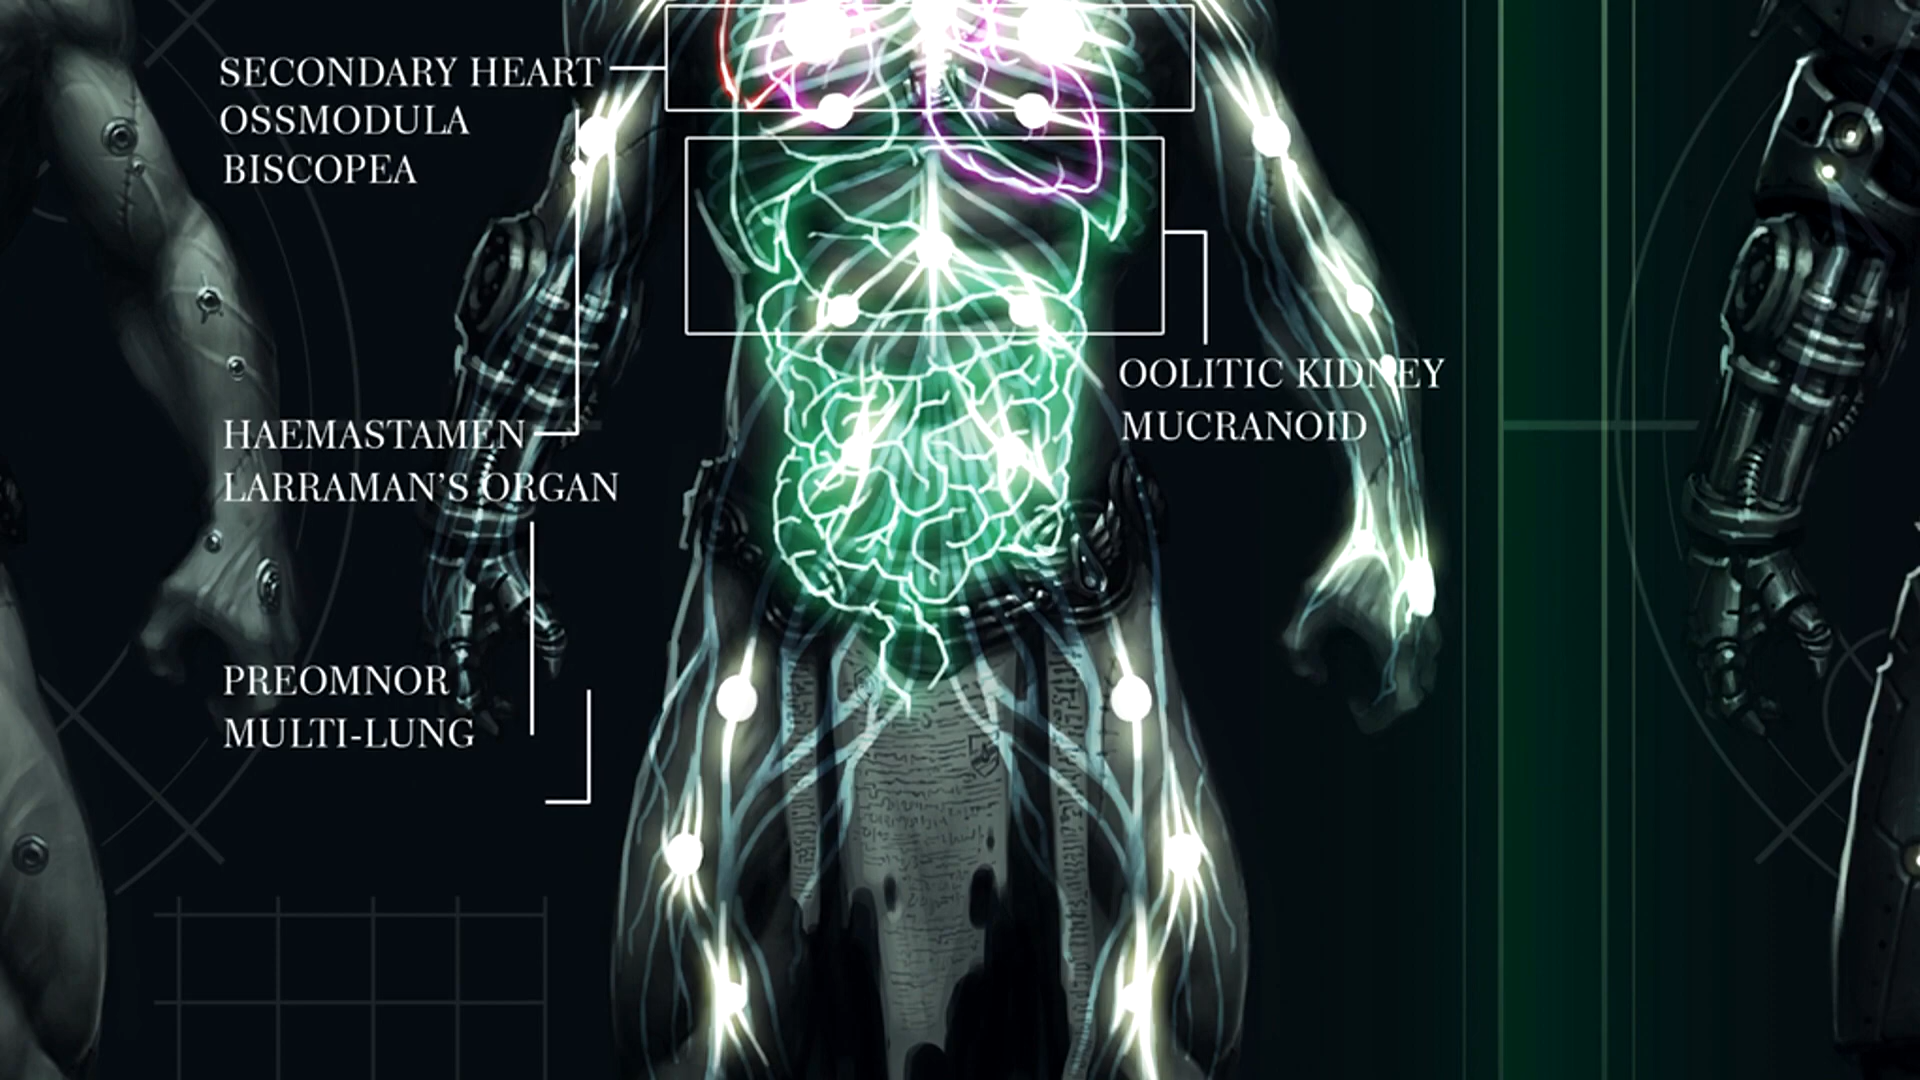 SECONDARY HEART
OSSMODULA
BISCOPEA
OOLITIC KIDNEY
MUCRANOID
HAEMASTAMEN
LARRAMAN'S ORGAN
PREOMNOR
MULTI-LUNG